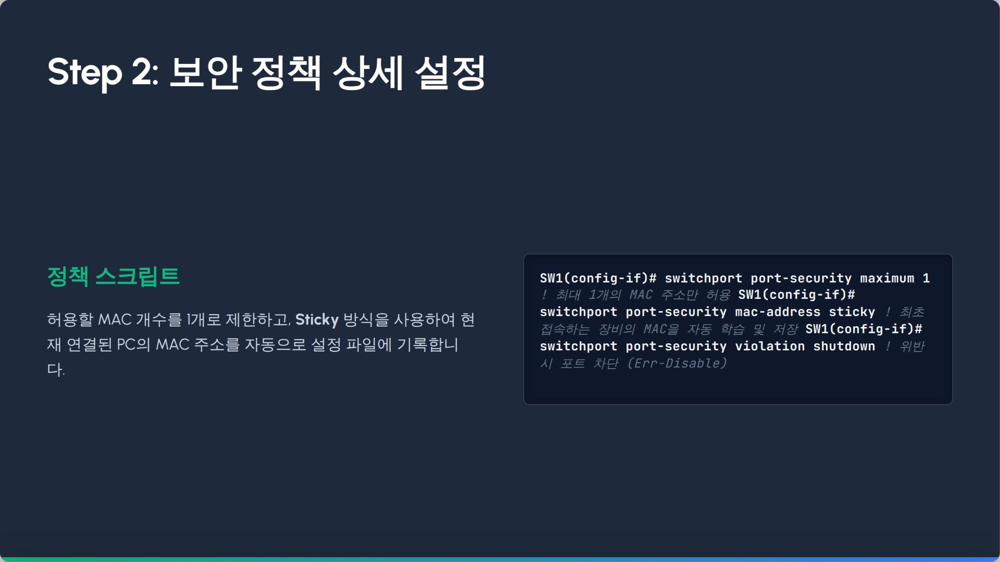 Step 2: 보안 정책 상세 설정
정책 스크립트
허용할 MAC 개수를 1개로 제한하고, Sticky 방식을 사용하여 현
재 연결된 PC의 MAC 주소를 자동으로 설정 파일에 기록합니
다.
SW1(config-if)# switchport port-security maximum 1
! 최대 1개의 MAC 주소만 허용 SW1(config-if)#
switchport port-security mac-address sticky ! 최초
접속하는 장비의 MAC을 자동 학습 및 저장 SW1(config-if)#
switchport port-security violation shutdown ! 위반
시 포트 차단 (Err-Disable)